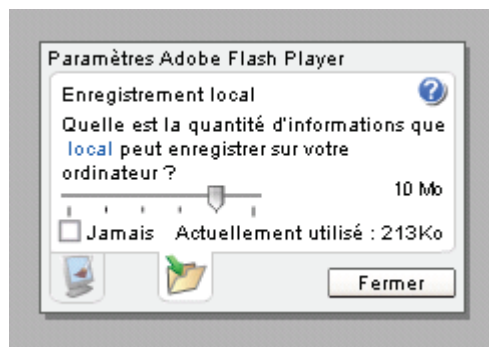 Paramètres Adobe Flash Player
Enregistrement local
Quelle est la quantité d'informations que
local peut enregistrer sur votre
ordinateur ?
10 Mo
Jamais Actuellement utilisé : 213Ko
Fermer